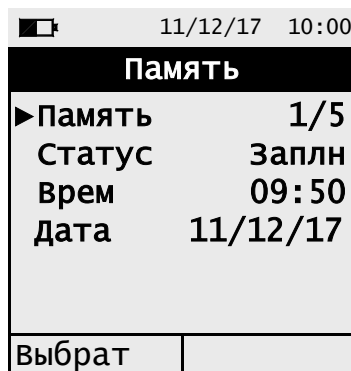 11/12/17 10:00
Память
►Память 1/5
Статус Заплн
Врем 09:50
Дата 11/12/17
Выбрат